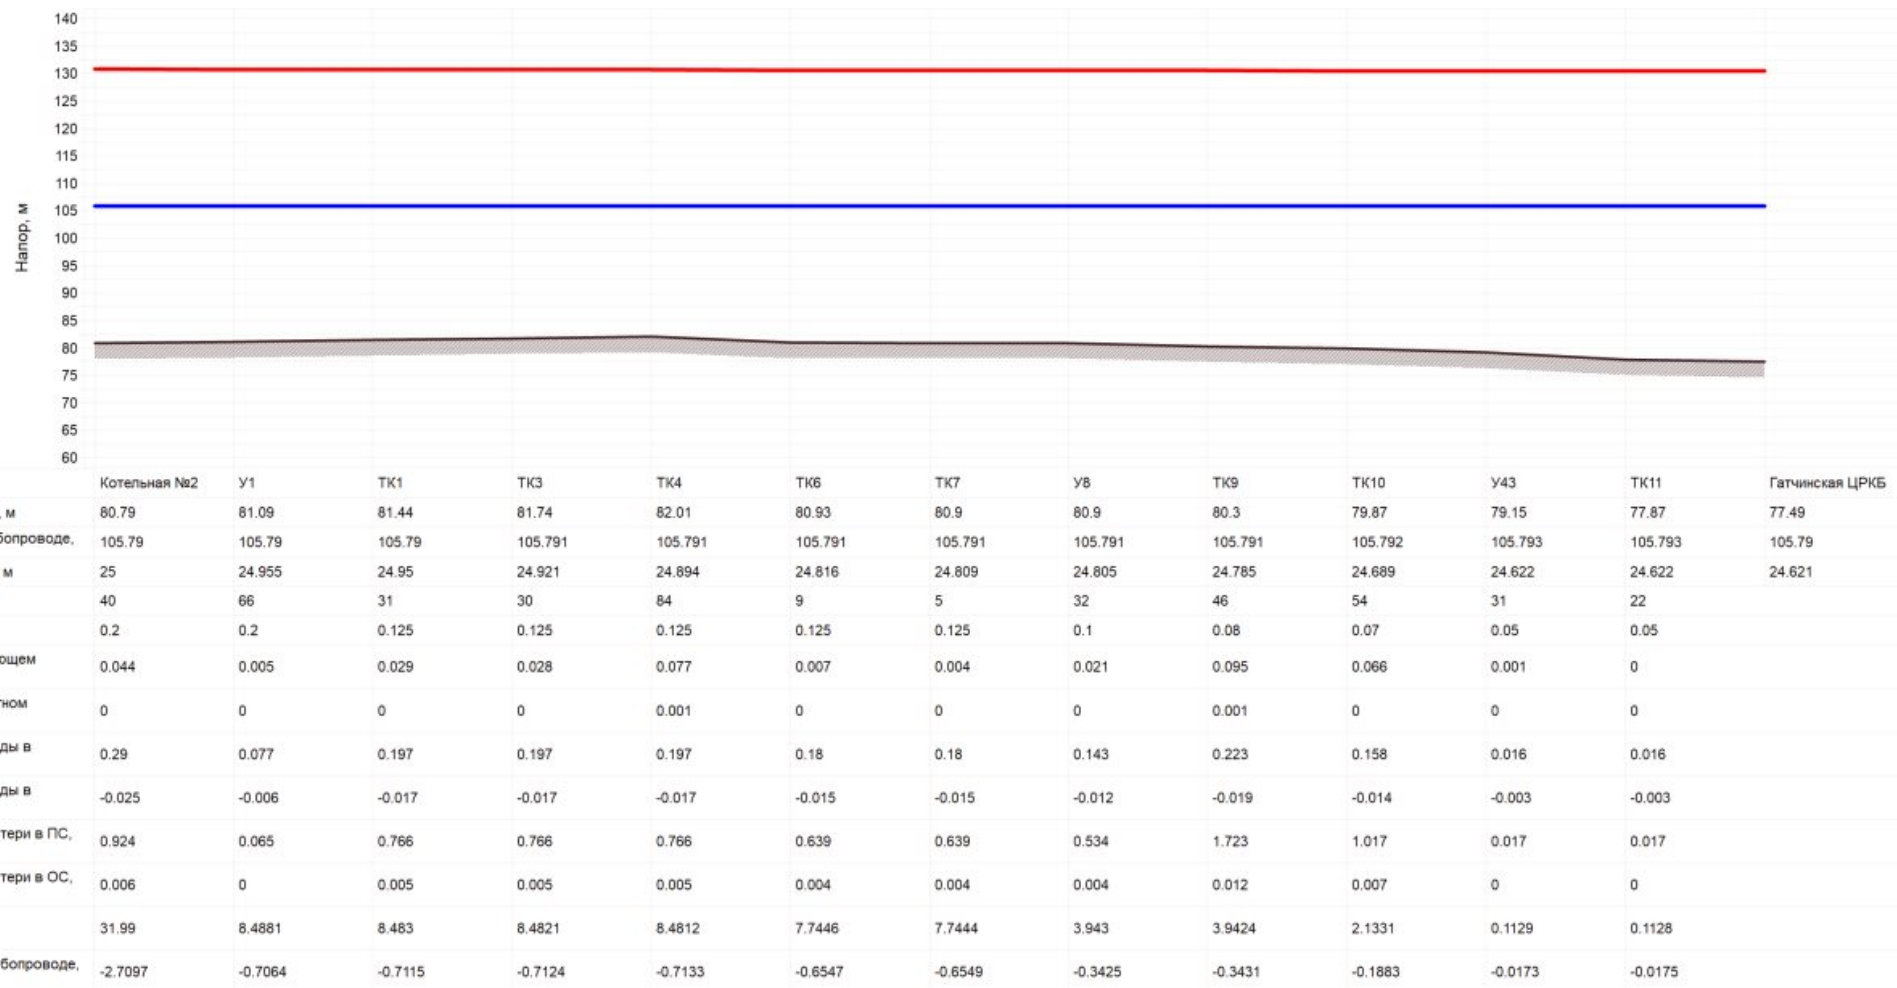 140
135
130
125
120
115
110
105
100
95
90
85
80
75
70
65
60
Напор, м
Котельная №2 У1 ТК1 ТК3 ТК4 ТК6 ТК7 У8 ТК9 ТК10 У43 ТК11 Гатчинская ЦРКБ
, м 80.79 81.09 81.44 81.74 82.01 80.93 80.9 80.9 80.3 79.87 79.15 77.87 77.49
бопроводе, 105.79 105.79 105.79 105.791 105.791 105.791 105.791 105.791 105.791 105.792 105.793 105.793 105.79
м 25 24.955 24.95 24.921 24.894 24.816 24.809 24.805 24.785 24.689 24.622 24.622 24.621
40 66 31 30 84 9 5 32 46 54 31 22
0.2 0.2 0.125 0.125 0.125 0.125 0.125 0.1 0.08 0.07 0.05 0.05
ощем 0.044 0.005 0.029 0.028 0.077 0.007 0.004 0.021 0.095 0.066 0.001 0
тном 0 0 0 0 0.001 0 0 0 0.001 0 0 0
ды в 0.29 0.077 0.197 0.197 0.197 0.18 0.18 0.143 0.223 0.158 0.016 0.016
ды в -0.025 -0.006 -0.017 -0.017 -0.017 -0.015 -0.015 -0.012 -0.019 -0.014 -0.003 -0.003
тери в ПС, 0.924 0.065 0.766 0.766 0.766 0.639 0.639 0.534 1.723 1.017 0.017 0.017
тери в ОС, 0.006 0 0.005 0.005 0.005 0.004 0.004 0.004 0.012 0.007 0 0
31.99 8.4881 8.483 8.4821 8.4812 7.7446 7.7444 3.943 3.9424 2.1331 0.1129 0.1128
бопроводе, -2.7097 -0.7064 -0.7115 -0.7124 -0.7133 -0.6547 -0.6549 -0.3425 -0.3431 -0.1883 -0.0173 -0.0175